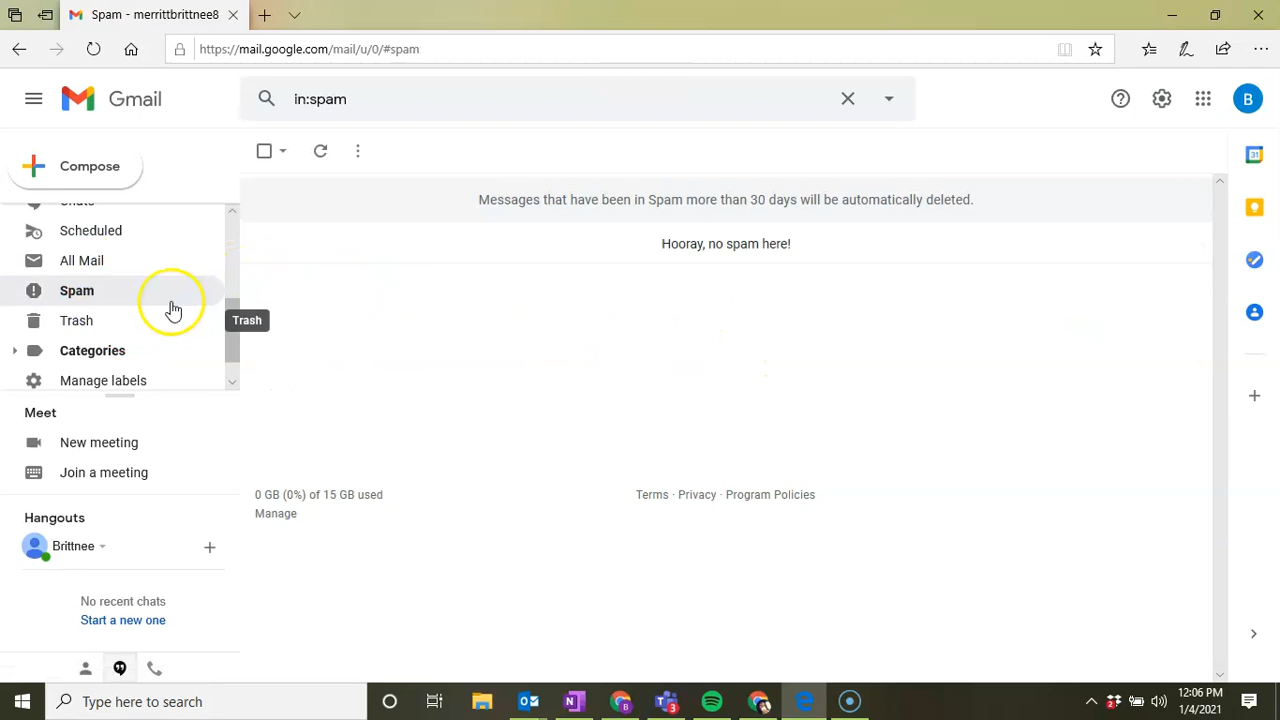 Spam - merrittbrittnee8
https://mail.google.com/mail/u/0/#spam
Gmail
in:spam
B
Compose
Chats
Scheduled
All Mail
Spam
Trash
Trash
Categories
Manage labels
Messages that have been in Spam more than 30 days will be automatically deleted.
Hooray, no spam here!
31
Meet
New meeting
Join a meeting
0 GB (0%) of 15 GB used
Manage
Terms · Privacy · Program Policies
Hangouts
Brittnee
No recent chats
Start a new one
Type here to search
3
12:06 PM
1/4/2021